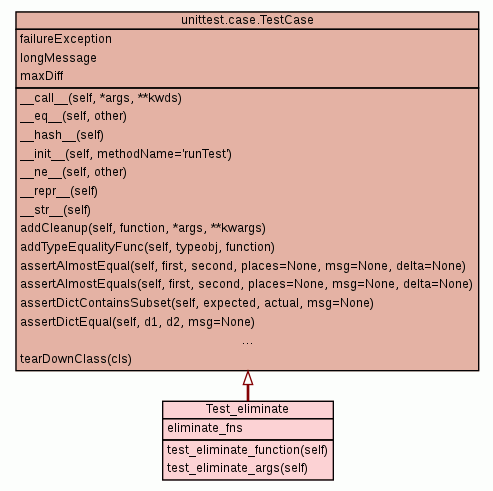 unittest.case.TestCase
failureException
longMessage
maxDiff
__call__(self, *args, **kwds)
__eq__(self, other)
__hash__(self)
__init__(self, methodName='runTest')
__ne__(self, other)
__repr__(self)
__str__(self)
addCleanup(self, function, *args, **kwargs)
addTypeEqualityFunc(self, typeobj, function)
assertAlmostEqual(self, first, second, places=None, msg=None, delta=None)
assertAlmostEquals(self, first, second, places=None, msg=None, delta=None)
assertDictContainsSubset(self, expected, actual, msg=None)
assertDictEqual(self, d1, d2, msg=None)
...
tearDownClass(cls)
Test_eliminate
eliminate_fns
test_eliminate_function(self)
test_eliminate_args(self)